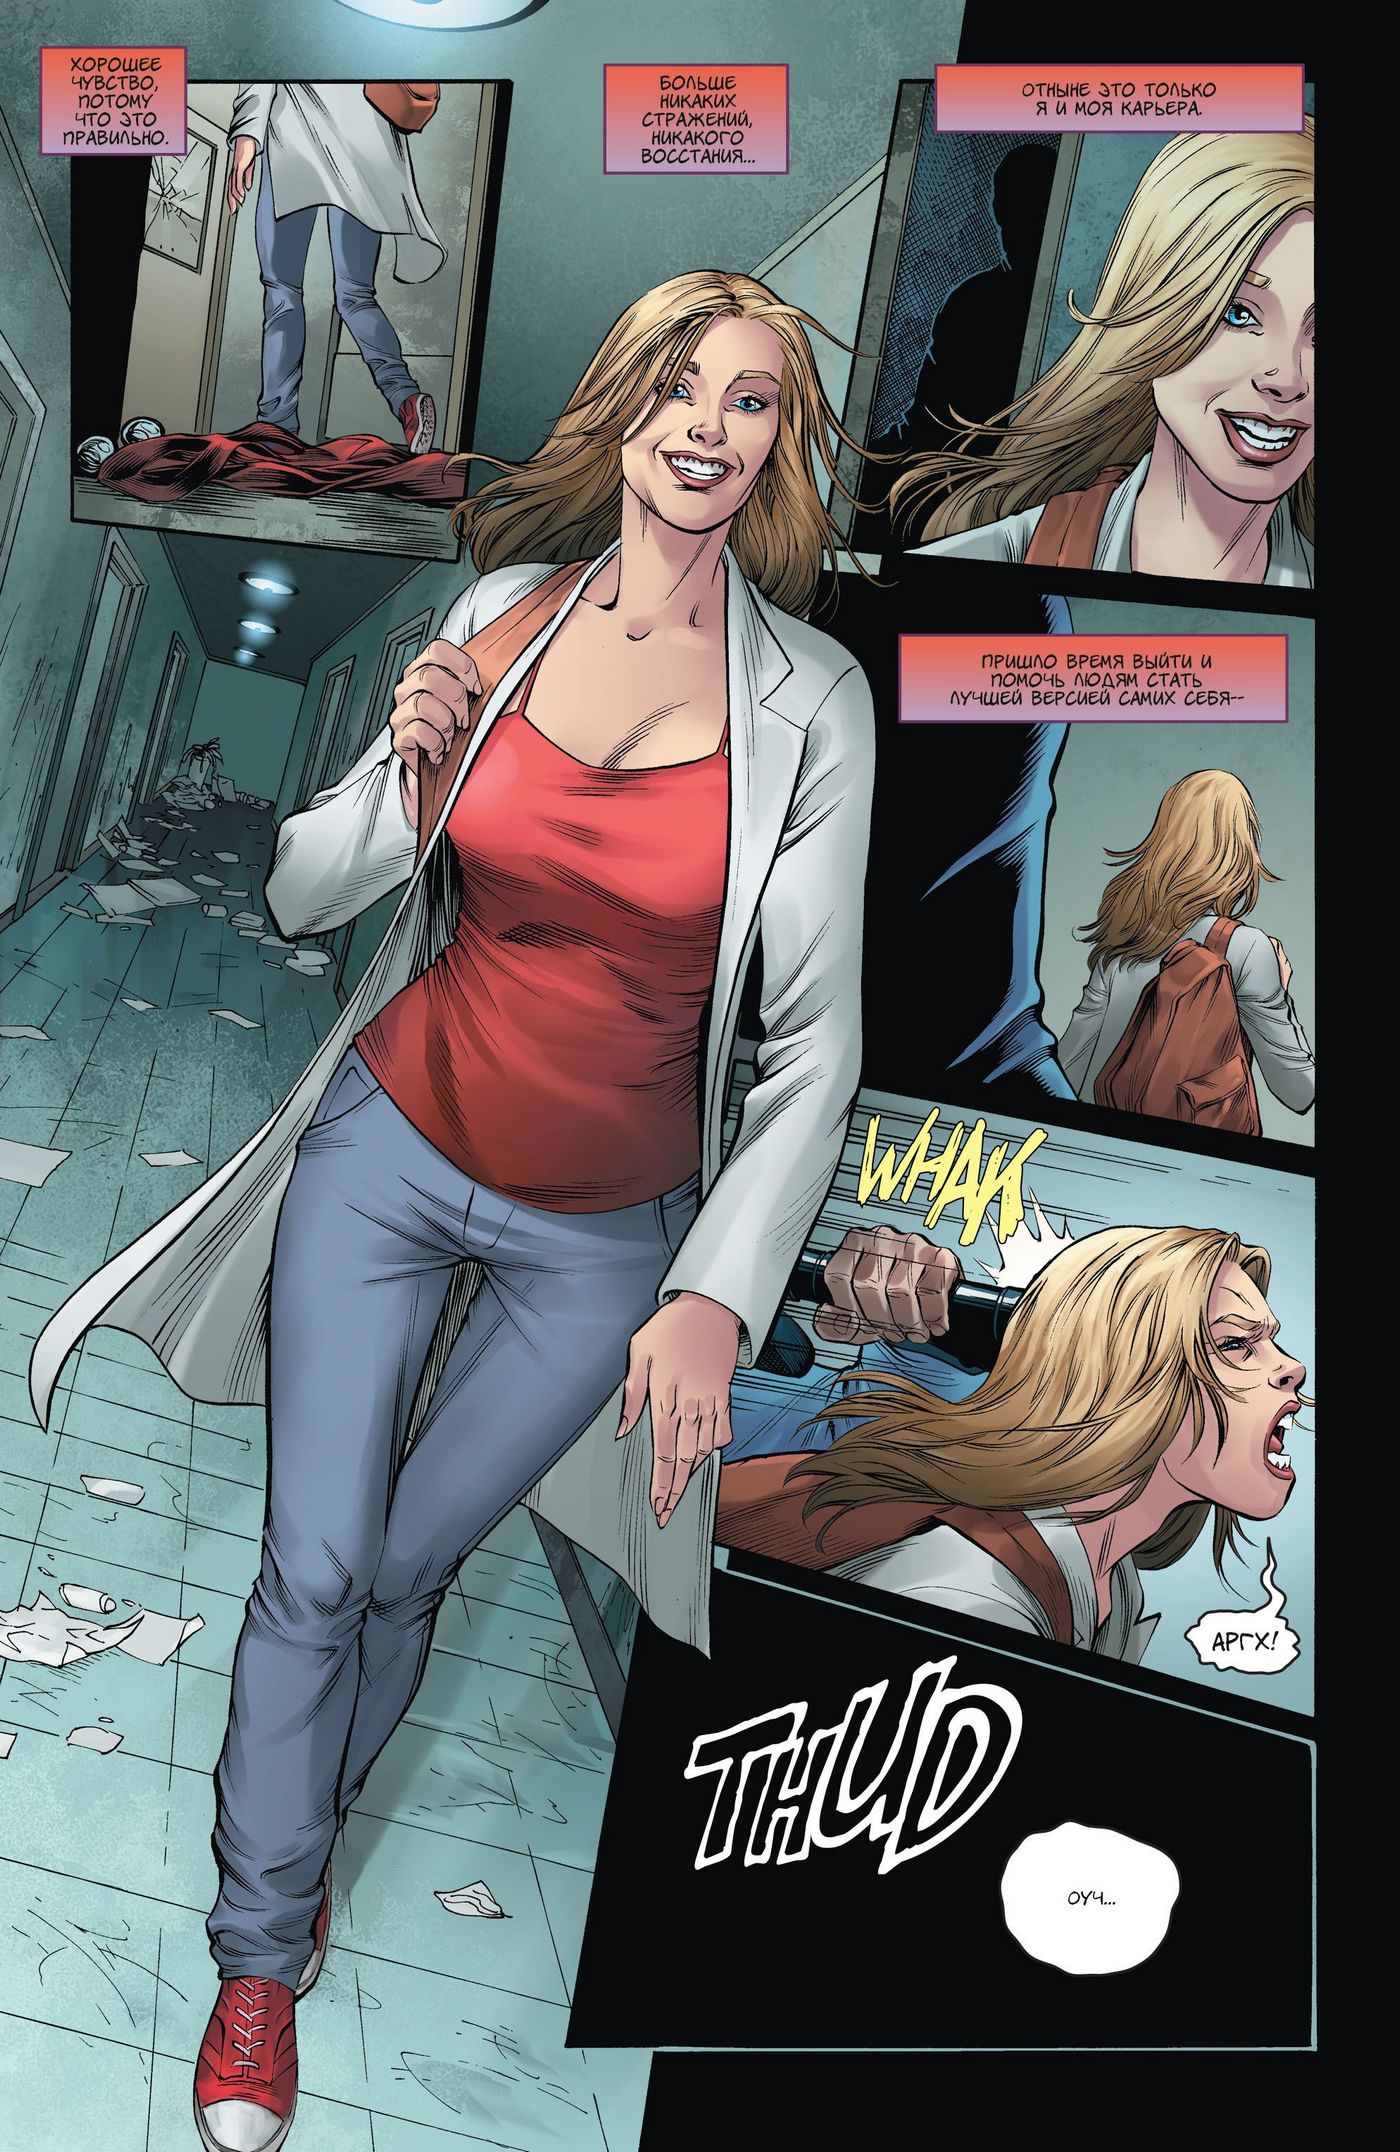 ХОРОШЕЕ
ЧУВСТВО,
ПОТОМУ
ЧТО ЭТО
ПРАВИЛЬНО.
БОЛЬШЕ
НИКАКИХ
СТРАЖЕНИЙ,
НИКАКОГО
ВОССТАНИЯ...
ОТНЫНЕ ЭТО ТОЛЬКО
Я И МОЯ КАРЬЕРА.
ПРИШЛО ВРЕМЯ ВЫЙТИ И
ПОМОЧЬ ЛЮДЯМ СТАТЬ
ЛУЧШЕЙ ВЕРСИЕЙ САМИХ СЕБЯ--
WHAK
АРГХ!
THUD
ОУЧ...